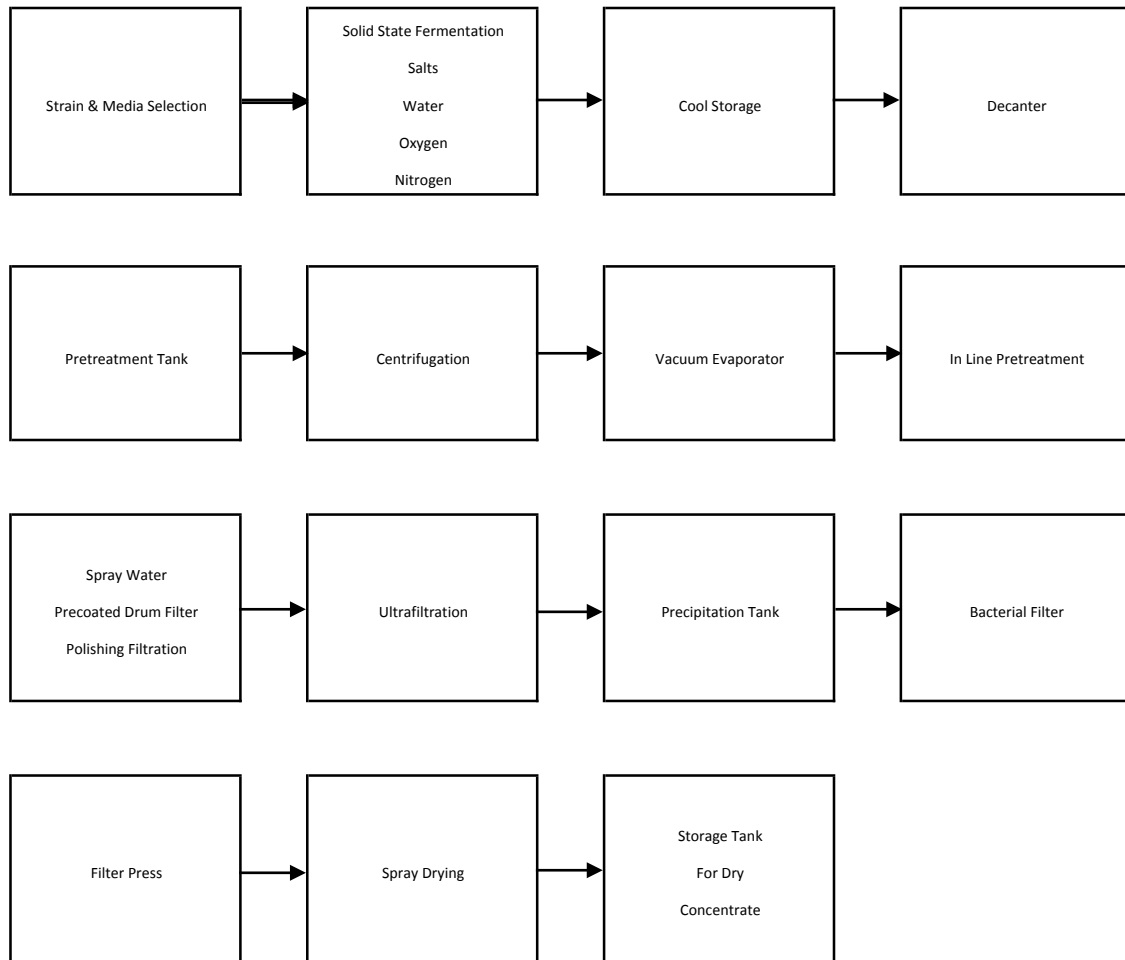 Strain & Media Selection
Solid State Fermentation
Salts
Water
Oxygen
Nitrogen
Cool Storage
Decanter
Pretreatment Tank
Centrifugation
Vacuum Evaporator
In Line Pretreatment
Spray Water
Precoated Drum Filter
Polishing Filtration
Ultrafiltration
Precipitation Tank
Bacterial Filter
Filter Press
Spray Drying
Storage Tank
For Dry
Concentrate